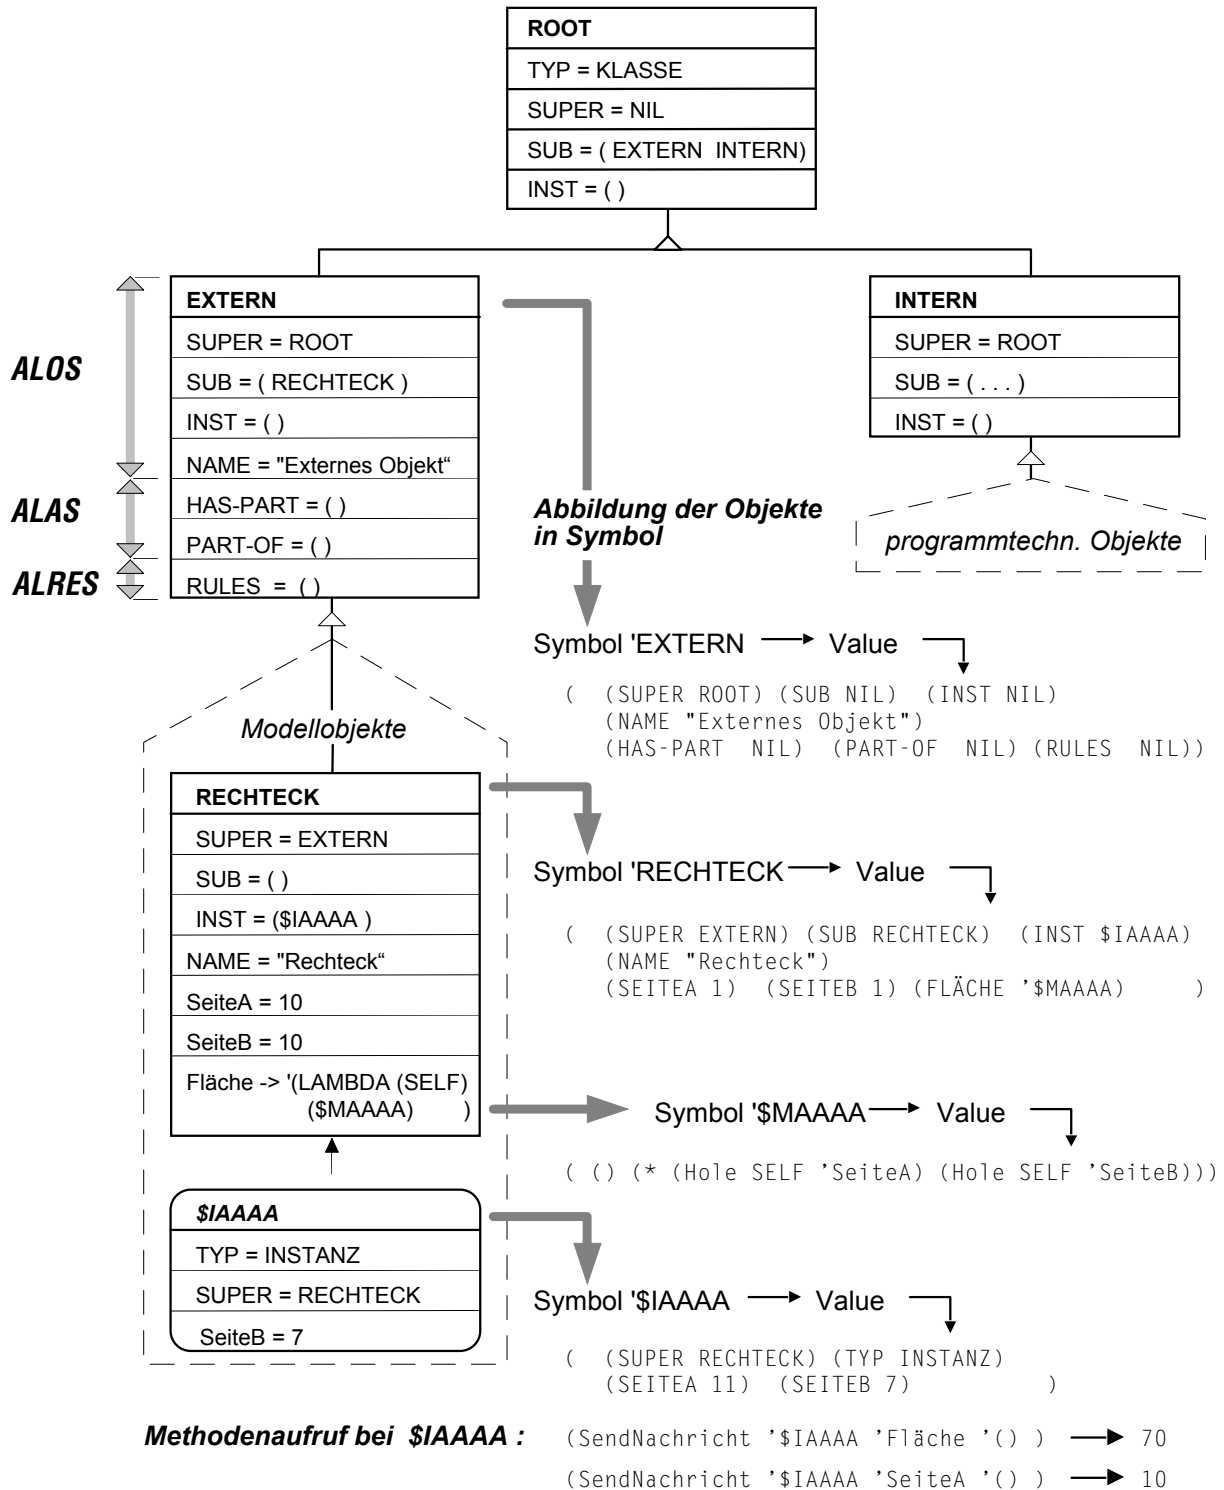 ROOT
TYP = KLASSE
SUPER = NIL
SUB = ( EXTERN  INTERN)
INST = ( )
EXTERN
SUPER = ROOT
SUB = ( RECHTECK )
INST = ( )
NAME = "Externes Objekt“
HAS-PART = ( )
PART-OF = ( )
RULES  =  ( )
ALOS
ALAS
ALRES
INTERN
SUPER = ROOT
SUB = ( . . . )
INST = ( )
programmtechn. Objekte
Abbildung der Objekte
in Symbol
Symbol 'EXTERN Value
(  (SUPER ROOT) (SUB NIL)  (INST NIL)
(NAME "Externes Objekt")
(HAS-PART  NIL)  (PART-OF  NIL) (RULES  NIL))
Modellobjekte
RECHTECK
SUPER = EXTERN
SUB = ( )
INST = ($IAAAA )
NAME = "Rechteck“
SeiteA = 10
SeiteB = 10
Fläche -> '(LAMBDA (SELF)
($MAAAA)      )
Symbol 'RECHTECK Value
(  (SUPER EXTERN) (SUB RECHTECK)  (INST $IAAAA)
(NAME "Rechteck")
(SEITEA 1)  (SEITEB 1) (FLÄCHE '$MAAAA)     )
Symbol '$MAAAA Value
( () (* (Hole SELF 'SeiteA) (Hole SELF 'SeiteB)))
$IAAAA
TYP = INSTANZ
SUPER = RECHTECK
SeiteB = 7
Symbol '$IAAAA Value
(  (SUPER RECHTECK) (TYP INSTANZ)
(SEITEA 11)  (SEITEB 7)          )
Methodenaufruf bei  $IAAAA :
(SendNachricht '$IAAAA 'Fläche '() ) 70
(SendNachricht '$IAAAA 'SeiteA '() ) 10